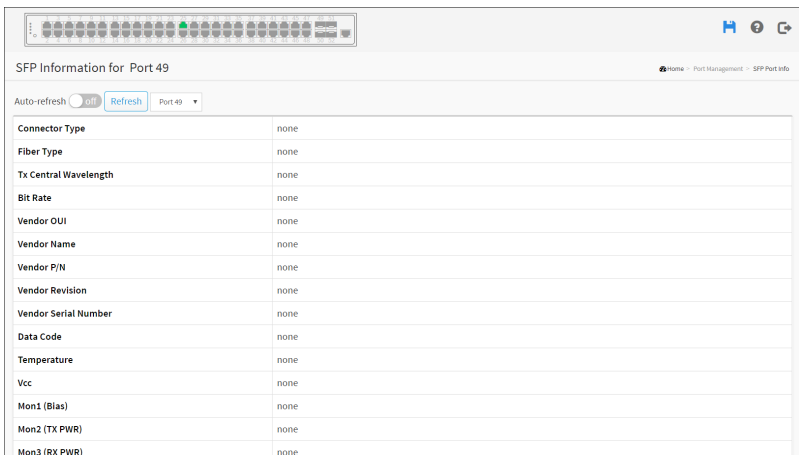 SFP Information for Port 49
Home > Port Management > SFP Port Info
Auto-refresh off Refresh Port 49
Connector Type none
Fiber Type none
Tx Central Wavelength none
Bit Rate none
Vendor OUI none
Vendor Name none
Vendor P/N none
Vendor Revision none
Vendor Serial Number none
Data Code none
Temperature none
Vcc none
Mon1 (Bias) none
Mon2 (TX PWR) none
Mon3 (RX PWR) none